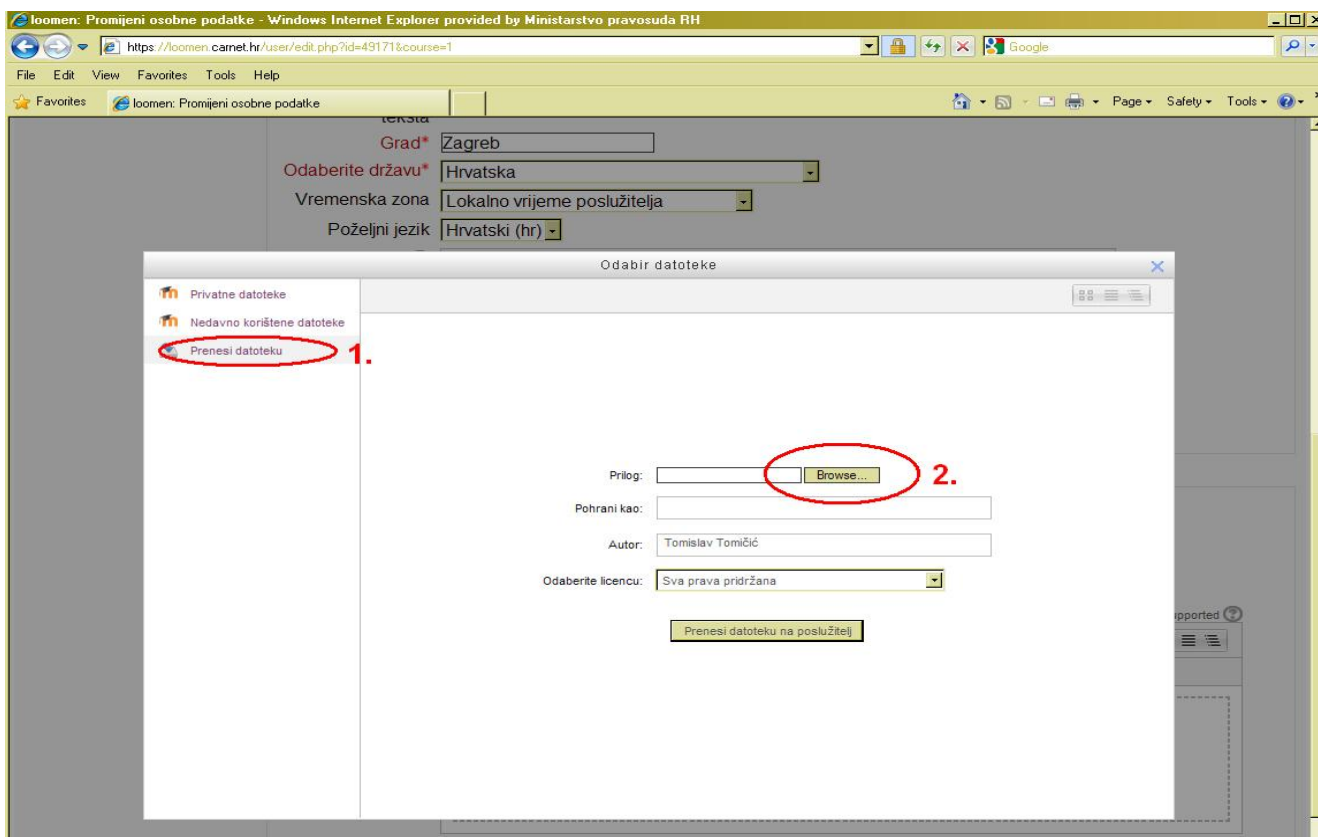 loomen: Promijeni osobne podatke - Windows Internet Explorer provided by Ministarstvo pravosuda RH
https://loomen.carnet.hr/user/edit.php?id=49171&course=1
Google
File Edit View Favorites Tools Help
Favorites loomen: Promijeni osobne podatke Page Safety Tools
teksta
Grad* Zagreb
Odaberite državu* Hrvatska
Vremenska zona Lokalno vrijeme poslužitelja
Poželjni jezik Hrvatski (hr)
Odabir datoteke
Privatne datoteke
Nedavno korištene datoteke
Prenesi datoteku 1.
Prilog: Browse... 2.
Pohrani kao:
Autor: Tomislav Tomičić
Odaberite licencu: Sva prava pridržana
Prenesi datoteku na poslužitelj
upported